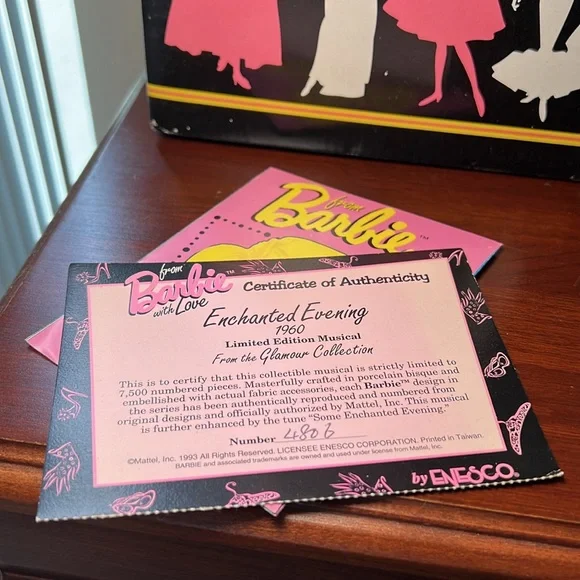 from
Barbie™
from
Barbie™
with Love
Certificate of Authenticity
Enchanted Evening
1960
Limited Edition Musical
From the Glamour Collection
This is to certify that this collectible musical is strictly limited to
7,500 numbered pieces. Masterfully crafted in porcelain bisque and
embellished with actual fabric accessories, each Barbie™ design in
the series has been authentically reproduced and numbered from
original designs and officially authorized by Mattel, Inc. This musical
is further enhanced by the tune "Some Enchanted Evening."
Number 4806
©Mattel, Inc. 1993 All Rights Reserved. LICENSEE ENESCO CORPORATION. Printed in Taiwan.
BARBIE and associated trademarks are owned and used under license from Mattel, Inc.
by ENESCO.